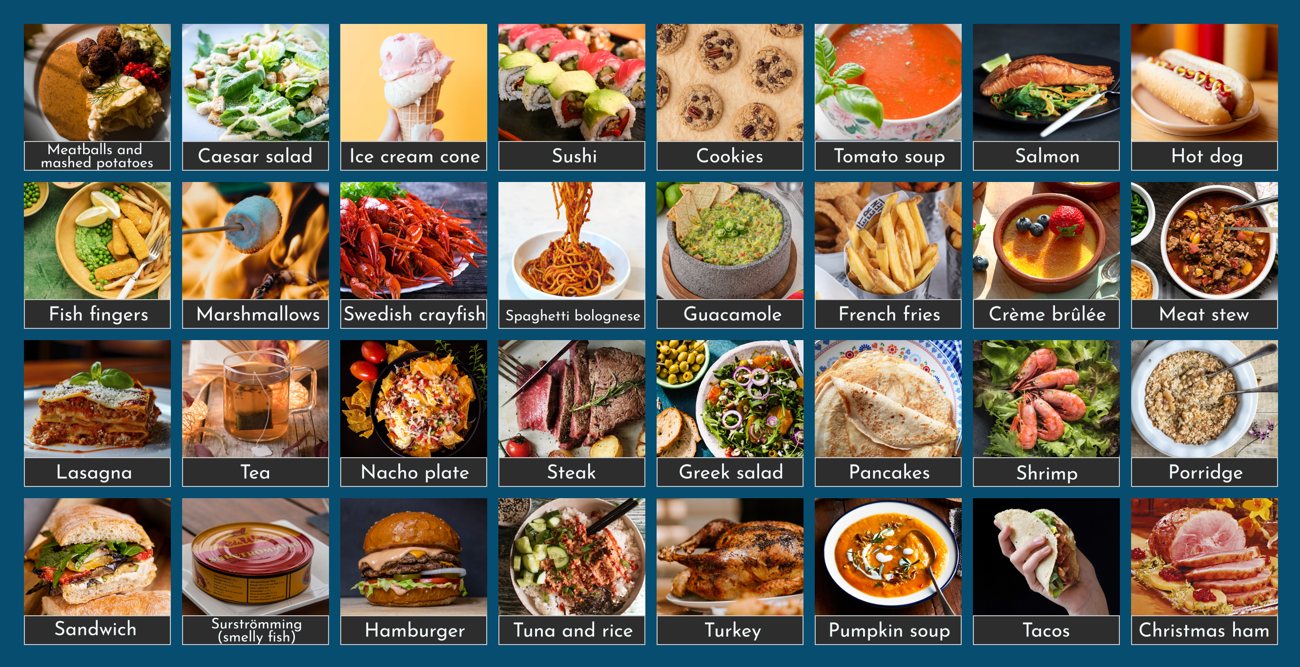 Meatballs and
mashed potatoes
Caesar salad
Ice cream cone
Sushi
Cookies
Tomato soup
Salmon
Hot dog
Fish fingers
Marshmallows
Swedish crayfish
Spaghetti bolognese
Guacamole
French fries
Crème brûlée
Meat stew
Lasagna
Tea
Nacho plate
Steak
Greek salad
Pancakes
Shrimp
Porridge
Sandwich
Surströmming
(smelly fish)
Hamburger
Tuna and rice
Turkey
Pumpkin soup
Tacos
Christmas ham